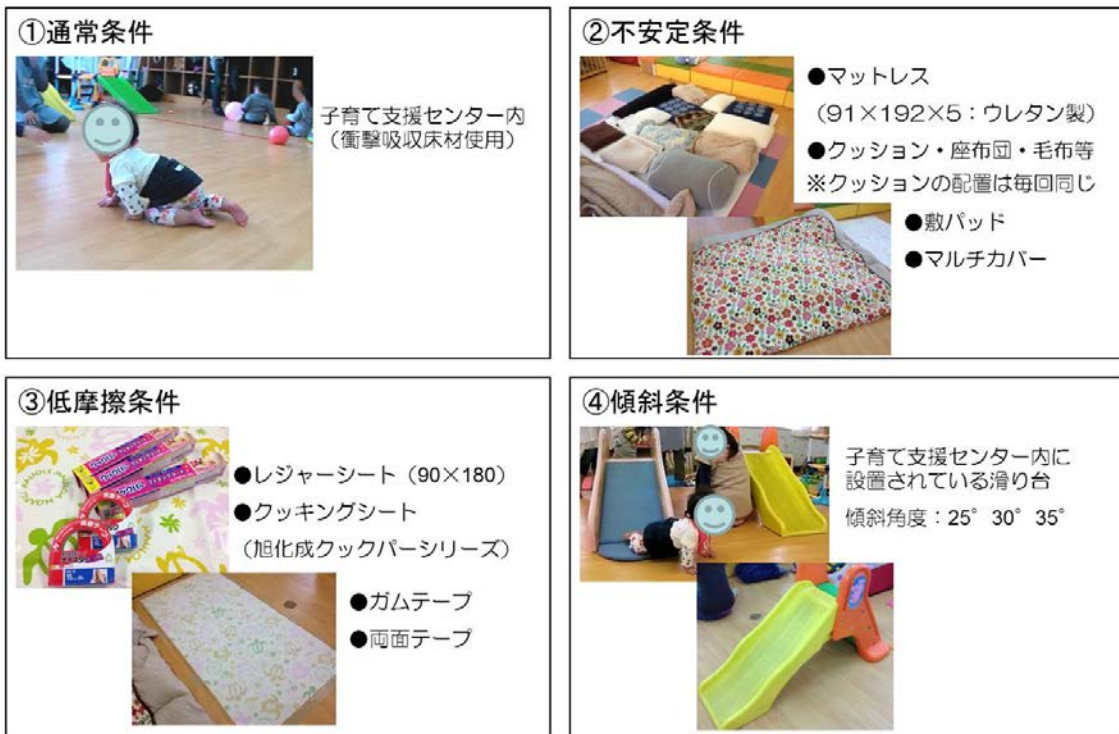 ①通常条件
子育て支援センター内
（衝撃吸収床材使用）
②不安定条件
●マットレス
（91×192×5：ウレタン製）
●クッション・座布団・毛布等
※クッションの配置は毎回同じ
●敷パッド
●マルチカバー
③低摩擦条件
●レジャーシート（90×180）
●クッキングシート
（旭化成クックパーシリーズ）
●ガムテープ
●両面テープ
④傾斜条件
子育て支援センター内に
設置されている滑り台
傾斜角度：25°30°35°